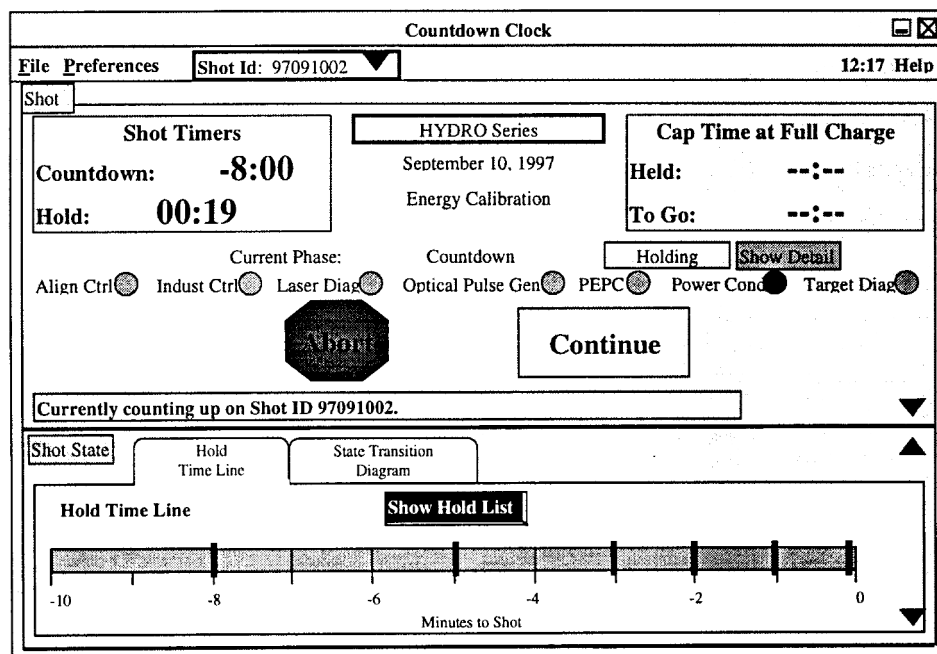 Countdown Clock
File Preferences Shot Id: 97091002 12:17 Help
Shot
Shot Timers
Countdown: -8:00
Hold: 00:19
HYDRO Series
September 10, 1997
Energy Calibration
Cap Time at Full Charge
Held: --:--
To Go: --:--
Current Phase: Countdown Holding Show Detail
Align Ctrl Indust Ctrl Laser Diag Optical Pulse Gen PEPC Power Cond Target Diag
Abort Continue
Currently counting up on Shot ID 97091002.
Shot State
Hold
Time Line
State Transition
Diagram
Hold Time Line Show Hold List
-10 -8 -6 -4 -2 0
Minutes to Shot